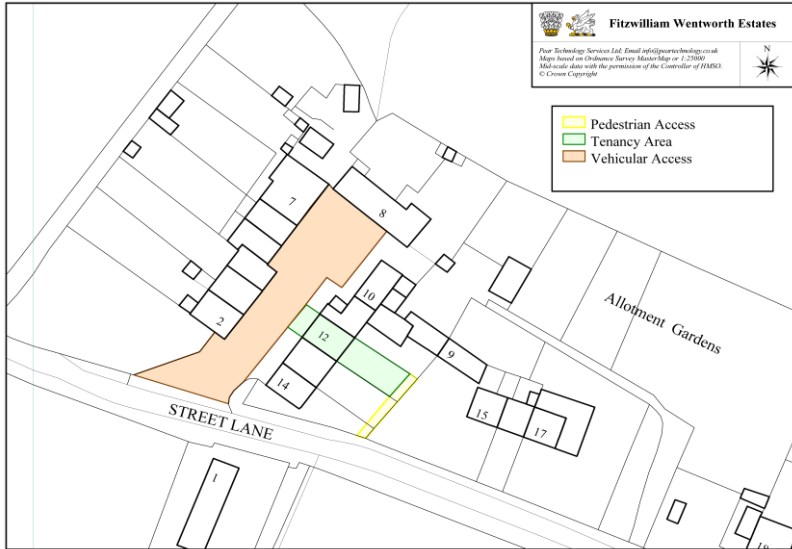 Fitzwilliam Wentworth Estates
Pear Technology Services Ltd; Email info@peartechnology.co.uk
Maps based on Ordnance Survey MasterMap or 1:25000
Mid-scale data with the permission of the Controller of HMSO.
© Crown Copyright
N
Pedestrian Access
Tenancy Area
Vehicular Access
7
8
10
2
12
9
14
15
17
Allotment Gardens
STREET LANE
1